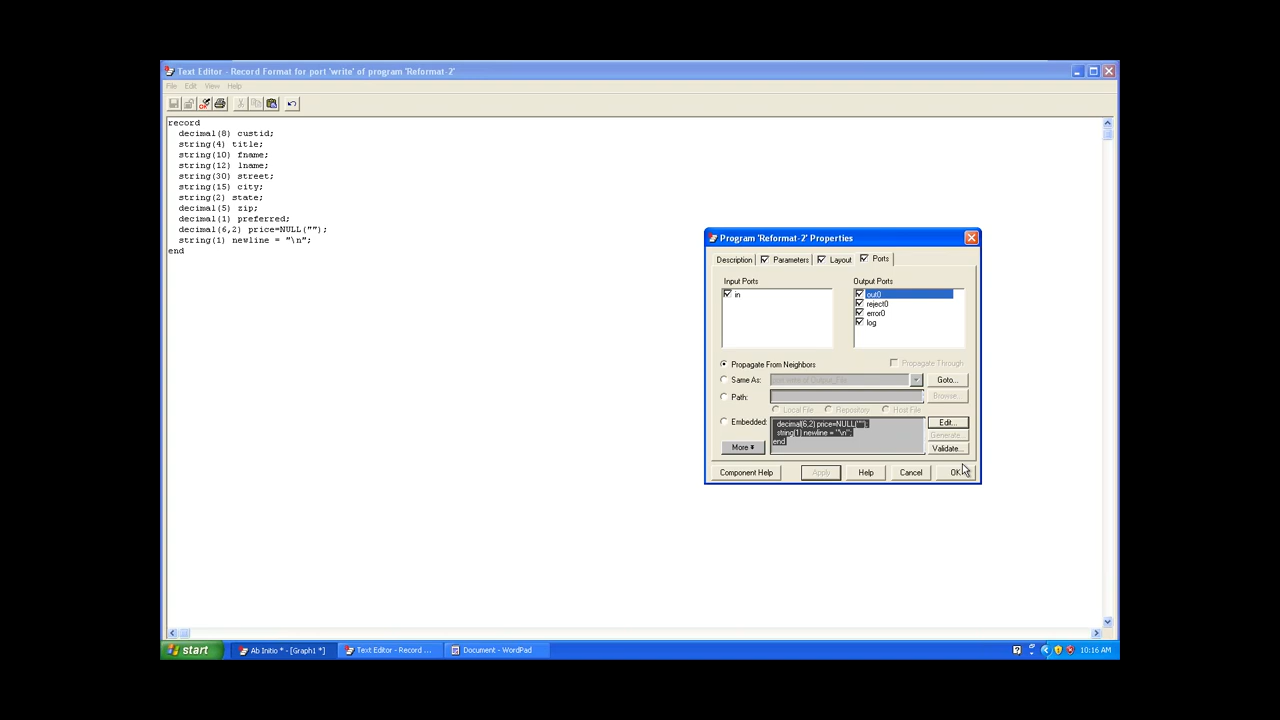 Text Editor - Record Format for port 'write' of program 'Reformat-2'
File Edit View Help
record
decimal(8) custid;
string(4) title;
string(10) fname;
string(12) lname;
string(30) street;
string(15) city;
string(2) state;
decimal(5) zip;
decimal(1) preferred;
decimal(6,2) price=NULL("");
string(1) newline = "\n";
end
Program 'Reformat-2' Properties
Description Parameters Layout Ports
Input Ports Output Ports
in out0
reject0
error0
log
Propagate From Neighbors Propagate Through
Same As: Goto...
Path: Browse...
Local File Repository Host File
Embedded: decimal(6,2) price=NULL(""); Edit...
string(1) newline = "\n"; Generate...
end
More Validate...
Component Help Apply Help Cancel OK
start Ab Initio * - [Graph1 *] Text Editor - Record ... Document - WordPad 10:16 AM